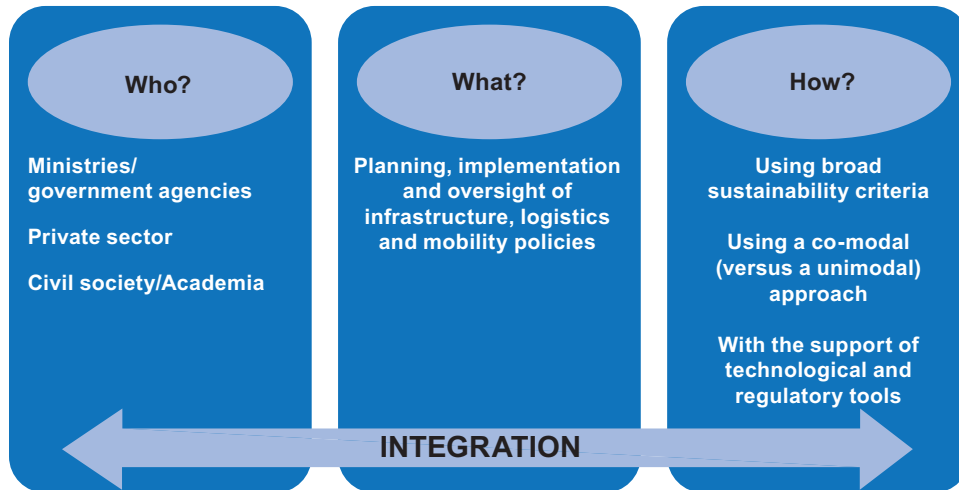 Who?
Ministries/
government agencies
Private sector
Civil society/Academia
What?
Planning, implementation
and oversight of
infrastructure, logistics
and mobility policies
How?
Using broad
sustainability criteria
Using a co-modal
(versus a unimodal)
approach
With the support of
technological and
regulatory tools
INTEGRATION